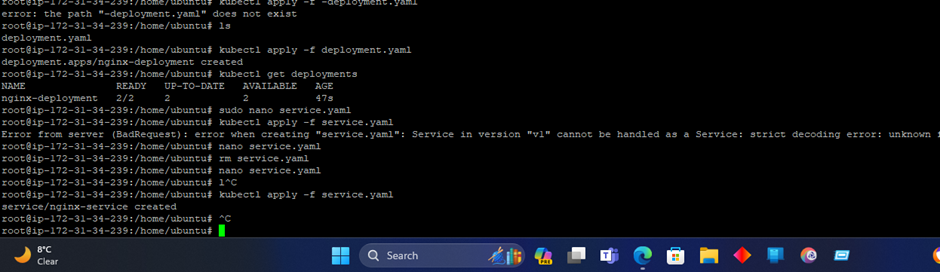 root@ip-172-31-34-239:/home/ubuntu# kubectl apply -f -deployment.yaml
error: the path "-deployment.yaml" does not exist
root@ip-172-31-34-239:/home/ubuntu# ls
deployment.yaml
root@ip-172-31-34-239:/home/ubuntu# kubectl apply -f deployment.yaml
deployment.apps/nginx-deployment created
root@ip-172-31-34-239:/home/ubuntu# kubectl get deployments
NAME READY UP-TO-DATE AVAILABLE AGE
nginx-deployment 2/2 2 2 47s
root@ip-172-31-34-239:/home/ubuntu# sudo nano service.yaml
root@ip-172-31-34-239:/home/ubuntu# kubectl apply -f service.yaml
Error from server (BadRequest): error when creating "service.yaml": Service in version "v1" cannot be handled as a Service: strict decoding error: unknown
root@ip-172-31-34-239:/home/ubuntu# nano service.yaml
root@ip-172-31-34-239:/home/ubuntu# rm service.yaml
root@ip-172-31-34-239:/home/ubuntu# nano service.yaml
root@ip-172-31-34-239:/home/ubuntu# l^C
root@ip-172-31-34-239:/home/ubuntu# kubectl apply -f service.yaml
service/nginx-service created
root@ip-172-31-34-239:/home/ubuntu# ^C
root@ip-172-31-34-239:/home/ubuntu#
8°C
Clear
Search
PRE